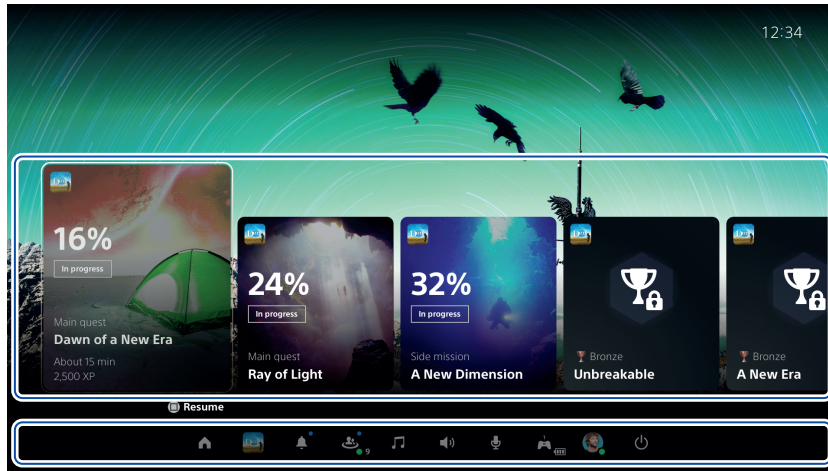 12:34
16%
In progress
Main quest
Dawn of a New Era
About 15 min
2,500 XP
24%
In progress
Main quest
Ray of Light
32%
In progress
Side mission
A New Dimension
Bronze
Unbreakable
Bronze
A New Era
Resume
9